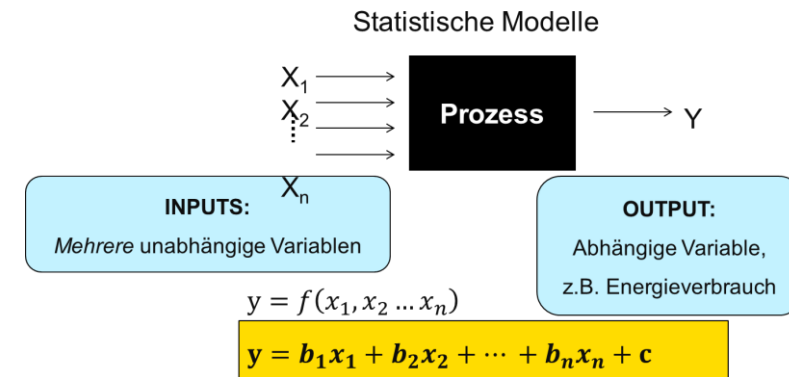 Statistische Modelle
X₁
X₂
Xₙ
Prozess
Y
INPUTS:
Mehrere unabhängige Variablen
OUTPUT:
Abhängige Variable,
z.B. Energieverbrauch
y = f(x₁, x₂ … xₙ)
y = b₁x₁ + b₂x₂ + ⋯ + bₙxₙ + c